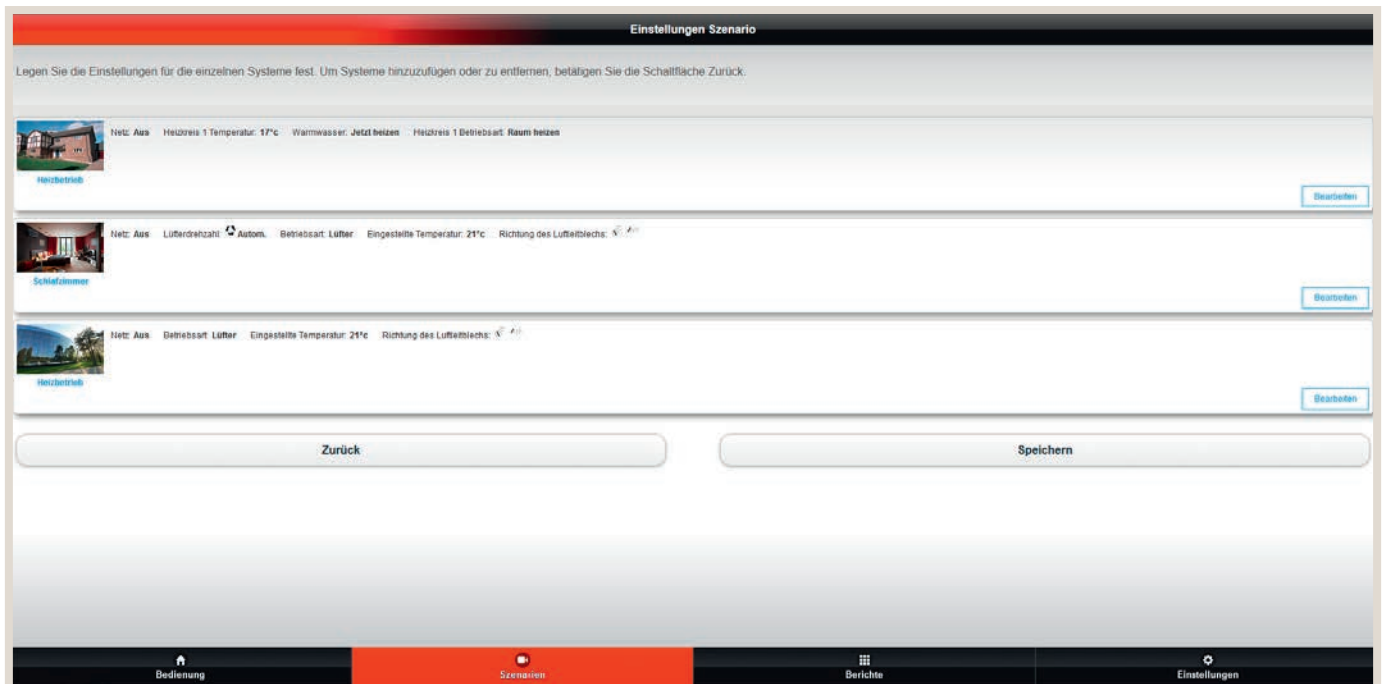 Einstellungen Szenario
Legen Sie die Einstellungen für die einzelnen Systeme fest. Um Systeme hinzuzufügen oder zu entfernen, betätigen Sie die Schaltfläche Zurück.
Netz: Aus Heizkreis 1 Temperatur: 17°c Warmwasser: Jetzt heizen Heizkreis 1 Betriebsart: Raum heizen
Heizbetrieb
Bearbeiten
Netz: Aus Lüfterdrehzahl: Autom. Betriebsart: Lüfter Eingestellte Temperatur: 21°c Richtung des Luftleitblechs:
Schlafzimmer
Bearbeiten
Netz: Aus Betriebsart: Lüfter Eingestellte Temperatur: 21°c Richtung des Luftleitblechs:
Heizbetrieb
Bearbeiten
Zurück Speichern
Bedienung Szenarien Berichte Einstellungen